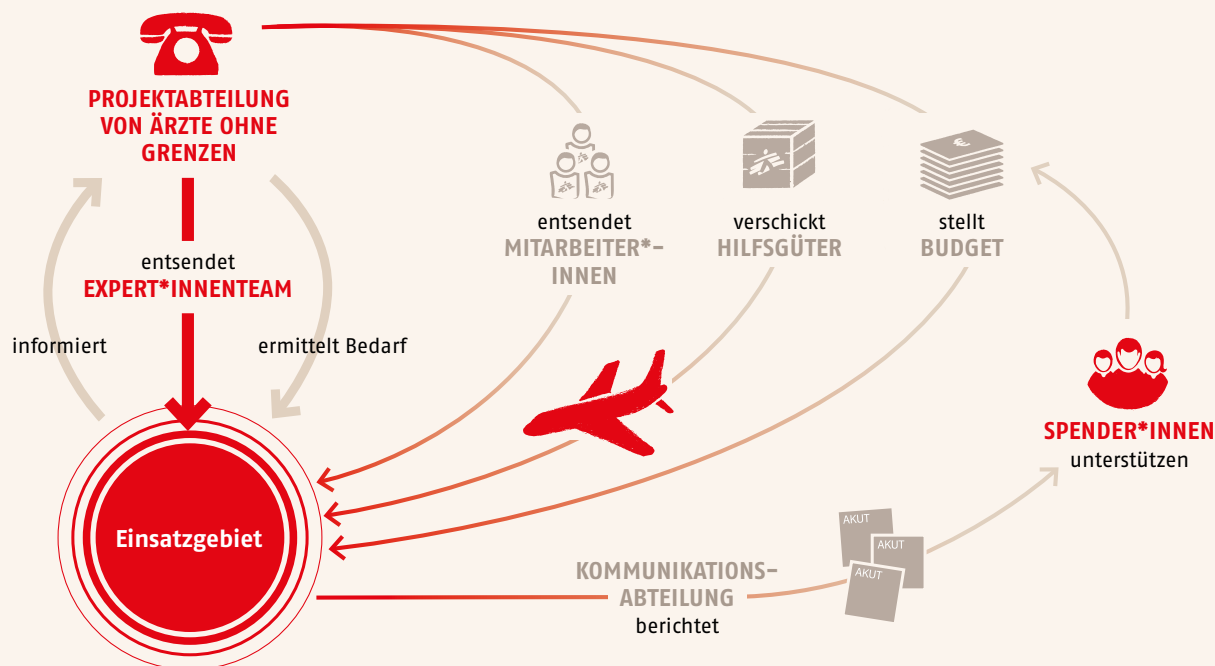 PROJEKTABTEILUNG
VON ÄRZTE OHNE
GRENZEN
entsendet
EXPERT*INNENTEAM
informiert
ermittelt Bedarf
Einsatzgebiet
entsendet
MITARBEITER*-
INNEN
verschickt
HILFSGÜTER
€
stellt
BUDGET
SPENDER*INNEN
unterstützen
KOMMUNIKATIONS-
ABTEILUNG
berichtet
AKUT
AKUT
AKUT